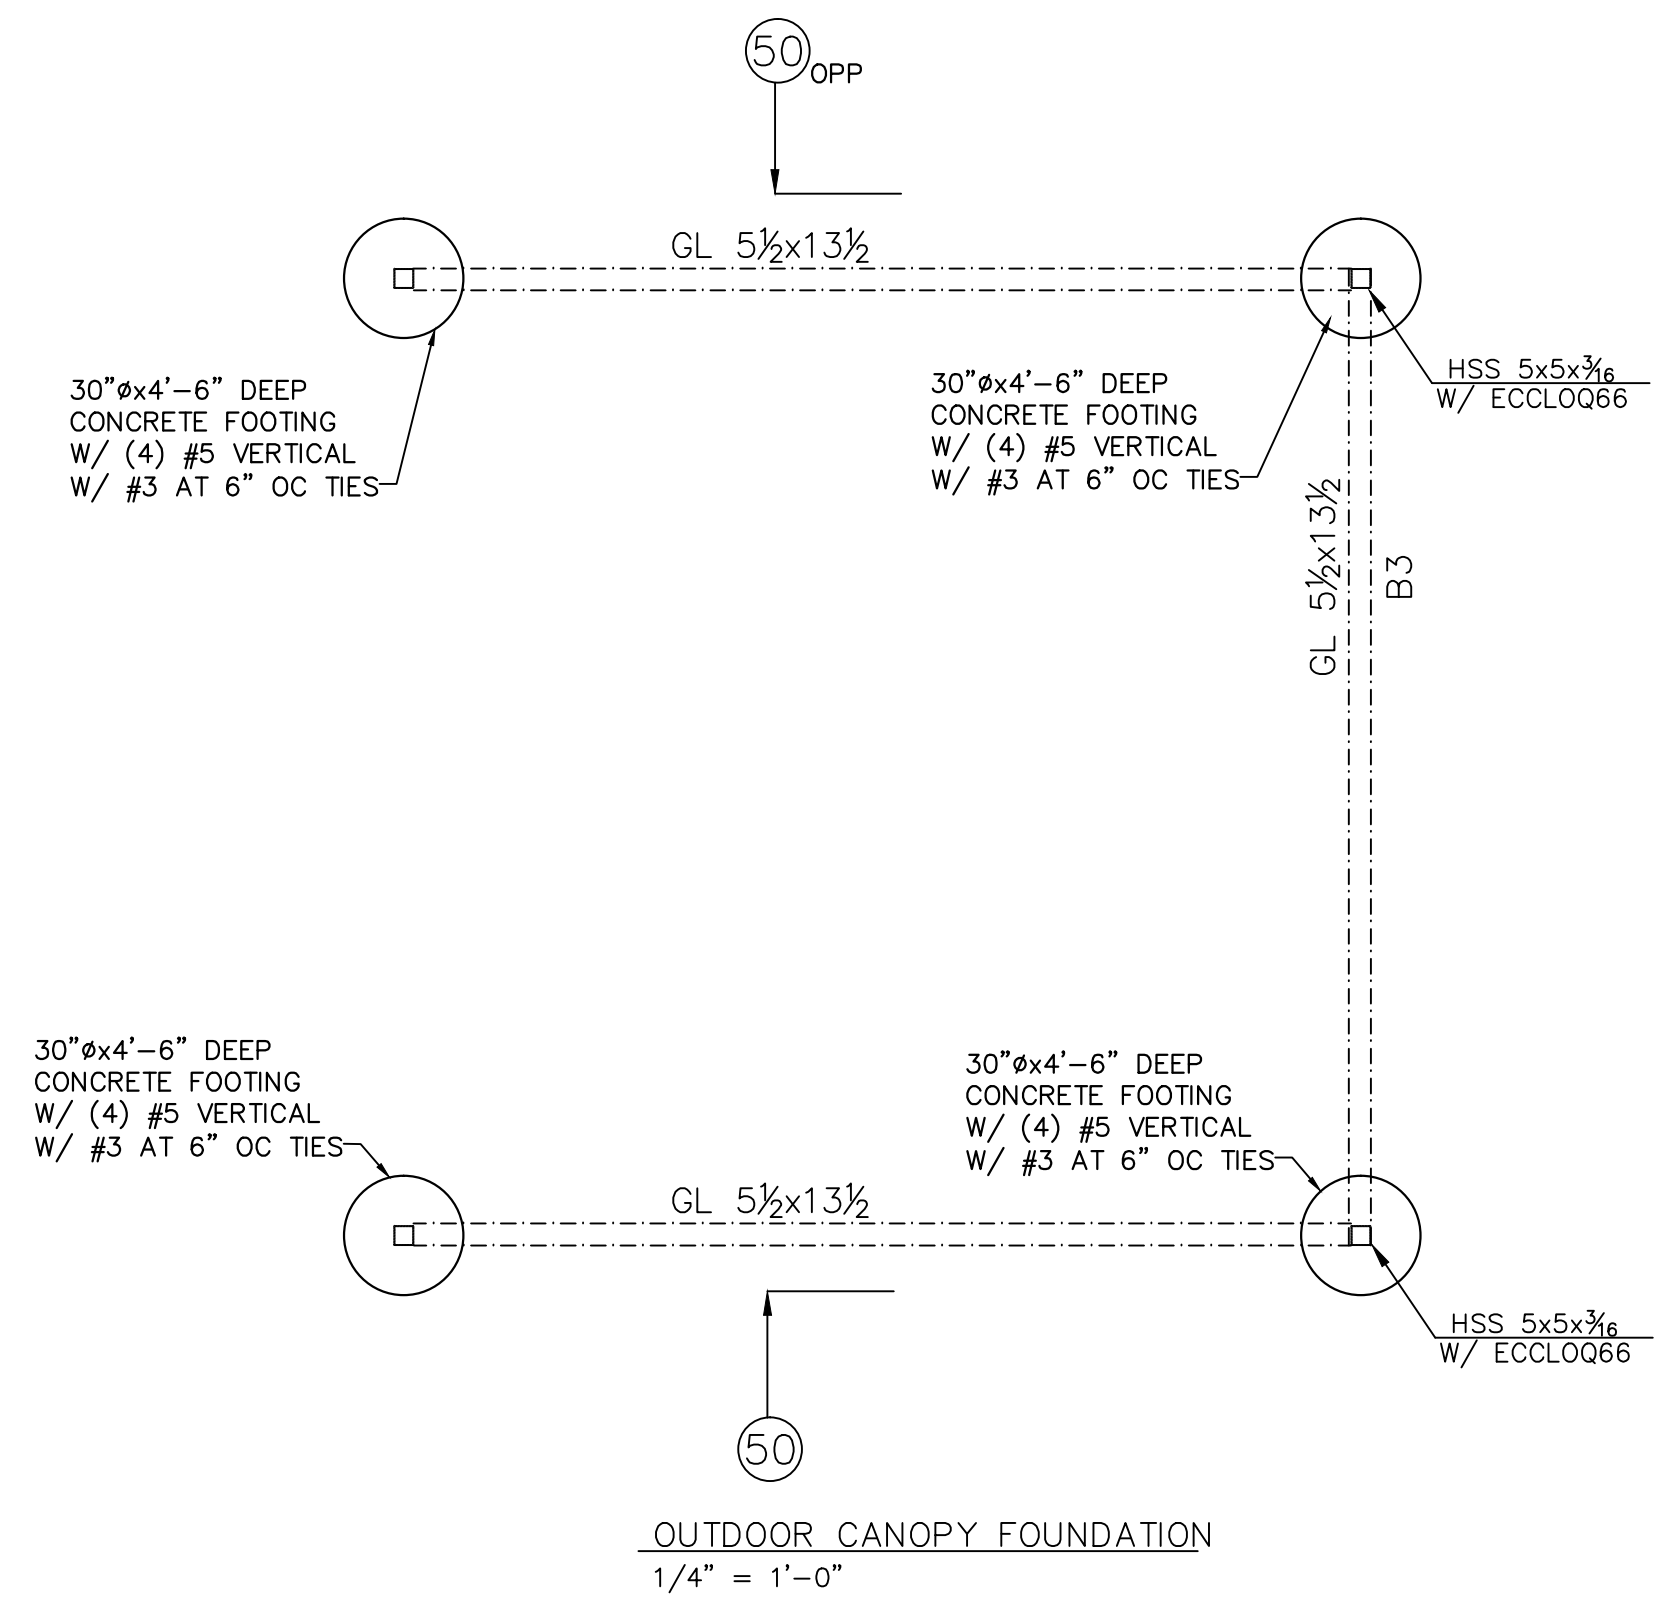 50
OPP
GL 5½x13½
30"øx4'-6" DEEP
CONCRETE FOOTING
W/ (4) #5 VERTICAL
W/ #3 AT 6" OC TIES
30"øx4'-6" DEEP
CONCRETE FOOTING
W/ (4) #5 VERTICAL
W/ #3 AT 6" OC TIES
HSS 5x5x3/16
W/ ECCLOQ66
GL 5½x13½
B3
30"øx4'-6" DEEP
CONCRETE FOOTING
W/ (4) #5 VERTICAL
W/ #3 AT 6" OC TIES
30"øx4'-6" DEEP
CONCRETE FOOTING
W/ (4) #5 VERTICAL
W/ #3 AT 6" OC TIES
GL 5½x13½
HSS 5x5x3/16
W/ ECCLOQ66
50
OUTDOOR CANOPY FOUNDATION
1/4" = 1'-0"